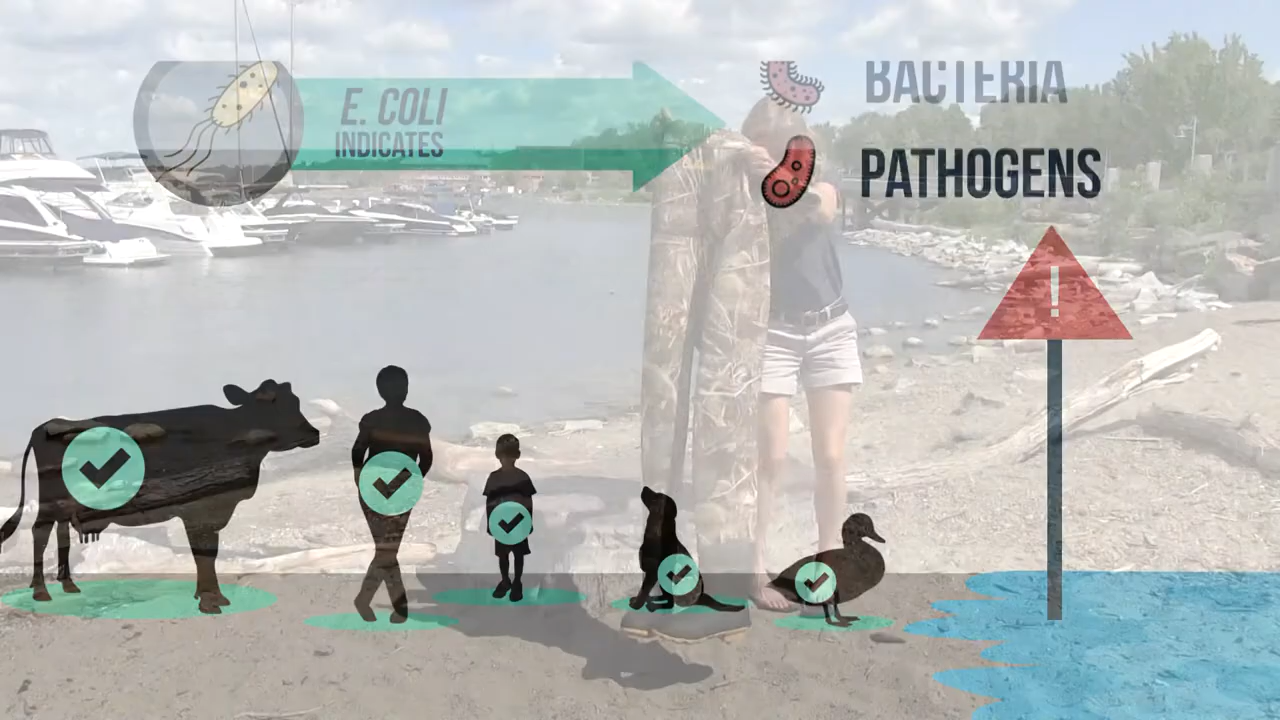 E. COLI
INDICATES
BACTERIA
PATHOGENS
!